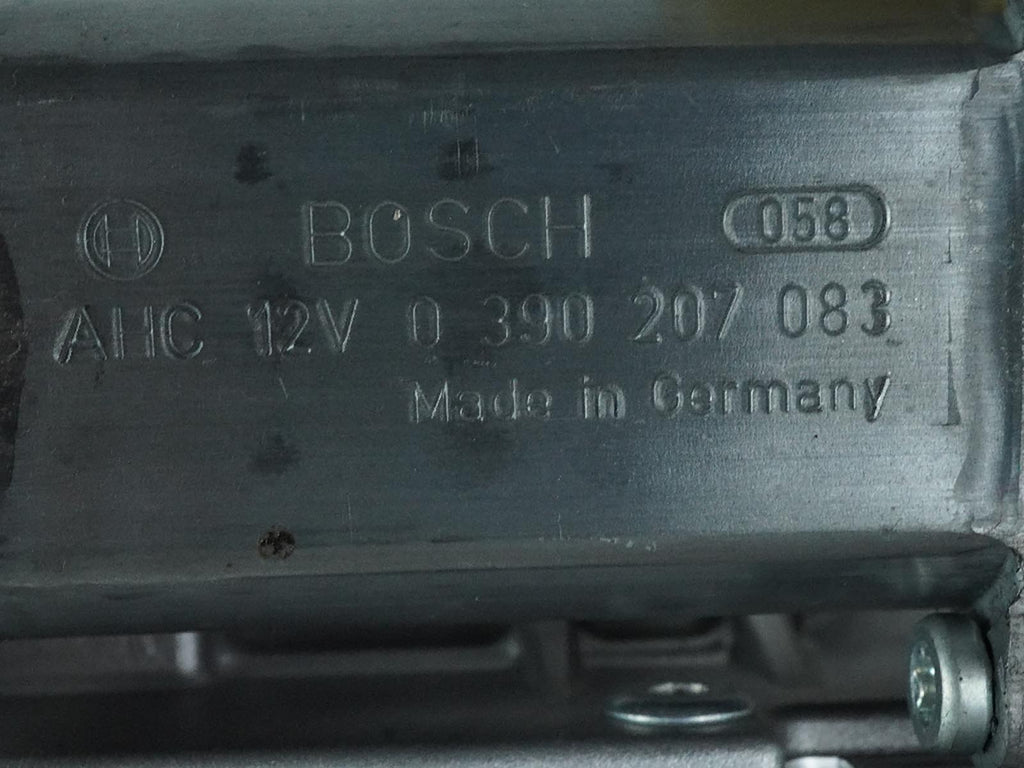 BOSCH 058
AHC 12V 0 390 207 083
Made in Germany